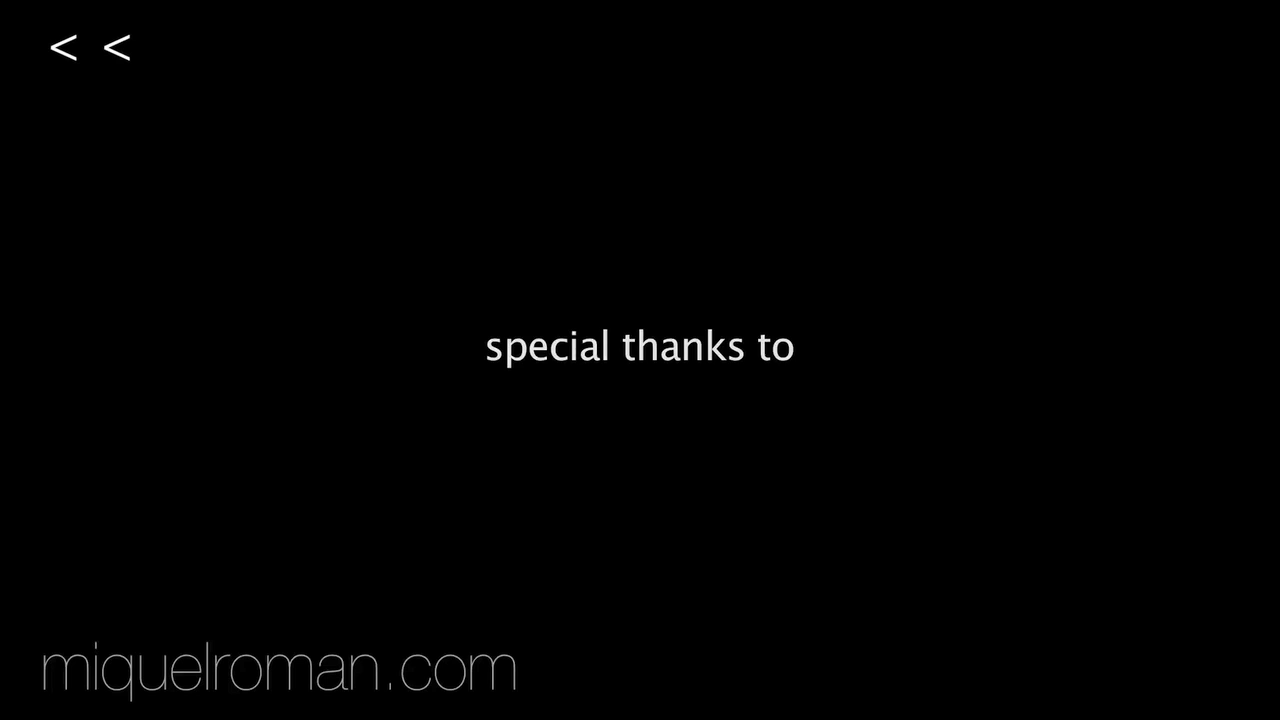 < <
special thanks to
miquelroman.com